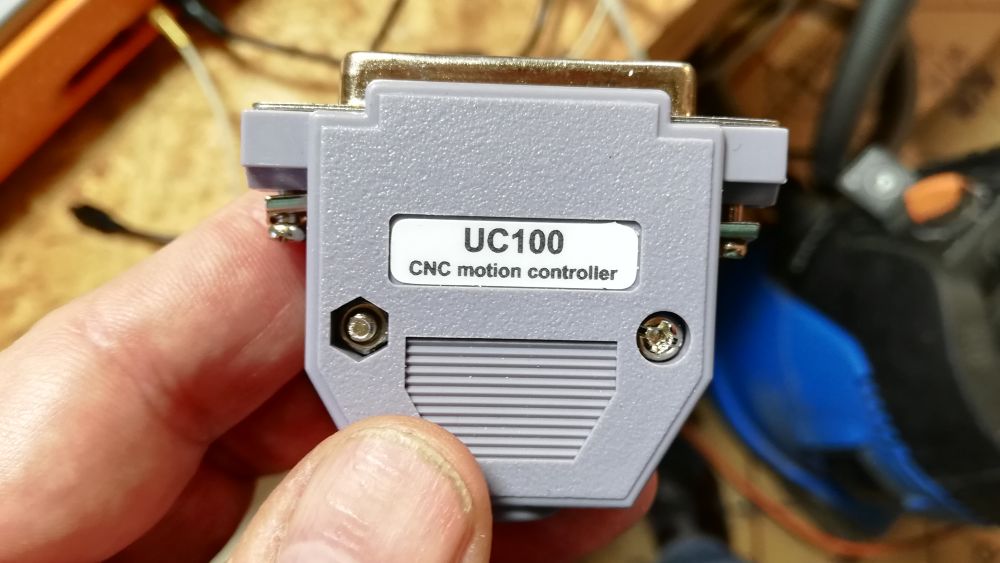 UC100
CNC motion controller